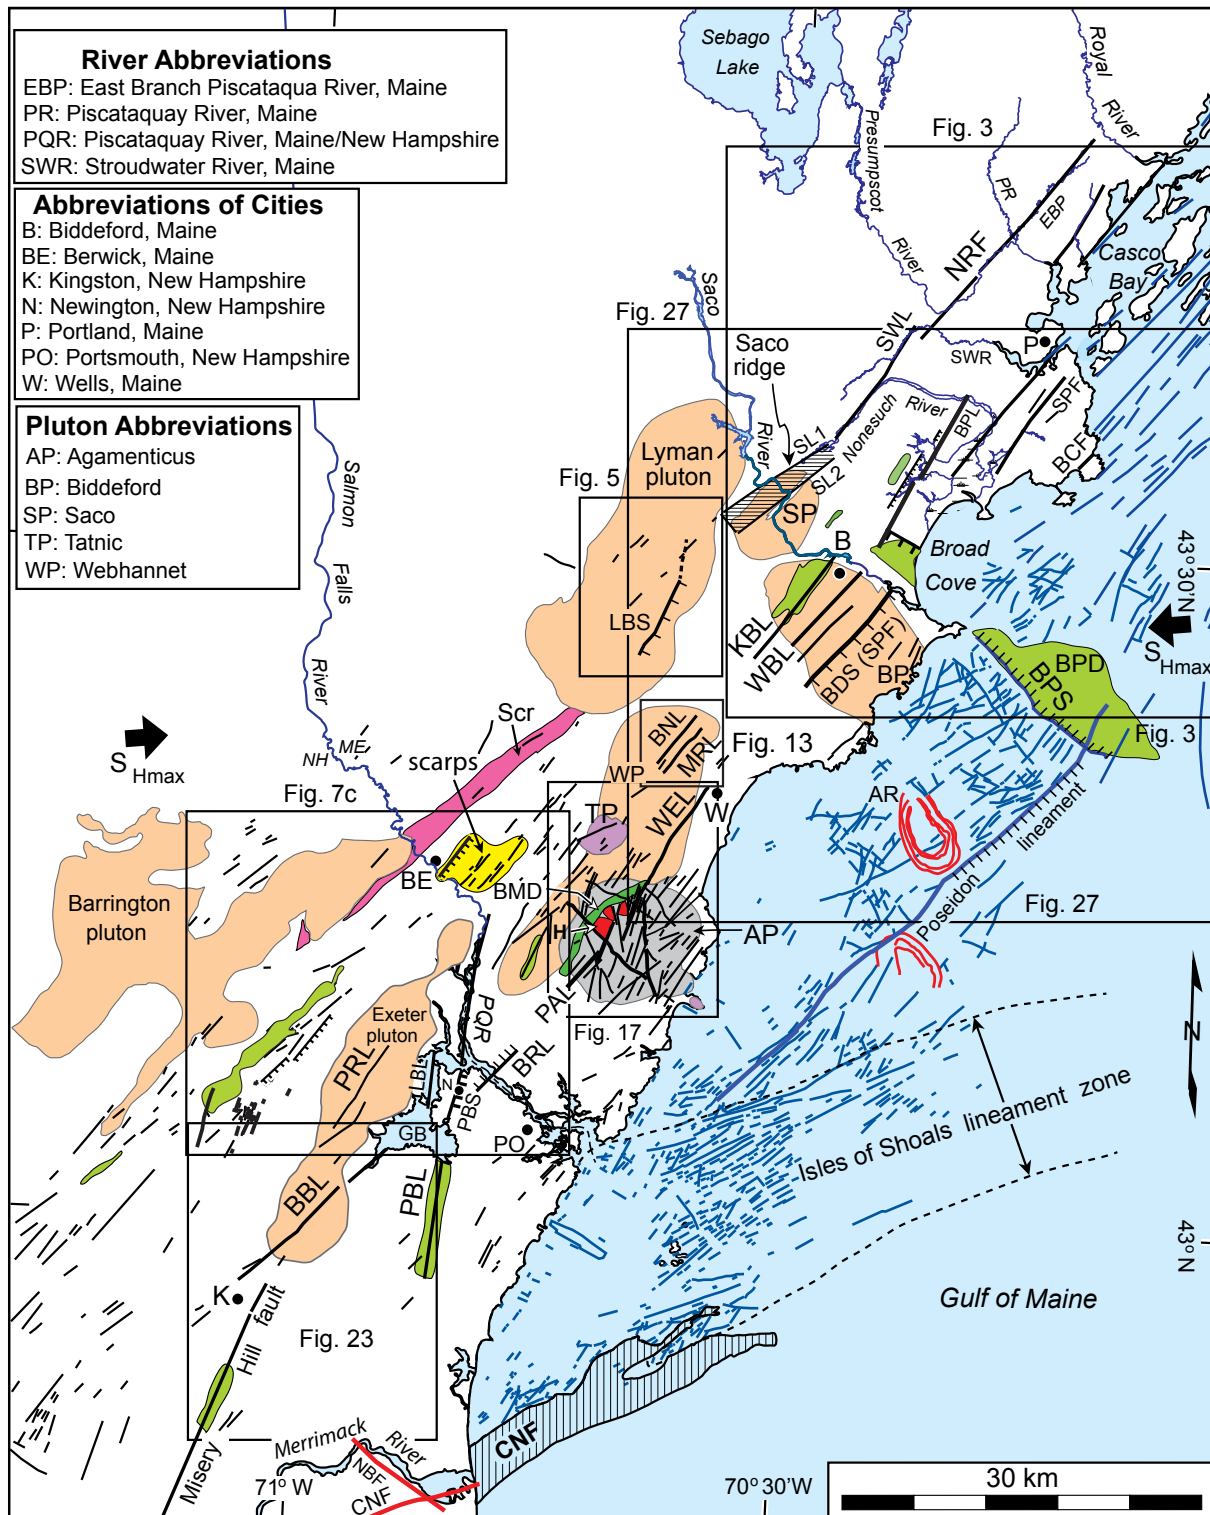 River Abbreviations
EBP: East Branch Piscataqua River, Maine
PR: Piscataquay River, Maine
PQR: Piscataquay River, Maine/New Hampshire
SWR: Stroudwater River, Maine
Abbreviations of Cities
B: Biddeford, Maine
BE: Berwick, Maine
K: Kingston, New Hampshire
N: Newington, New Hampshire
P: Portland, Maine
PO: Portsmouth, New Hampshire
W: Wells, Maine
Pluton Abbreviations
AP: Agamenticus
BP: Biddeford
SP: Saco
TP: Tatnic
WP: Webhannet
Sebago
Lake
Royal
River
Presumpscot
River
Fig. 3
PR
EBP
NRF
Casco
Bay
Saco
River
Fig. 27
Saco
ridge
SWL
SWR
P
SPF
BPL
BCF
Nonesuch
River
SL1
SL2
Lyman
pluton
Fig. 5
SP
B
Broad
Cove
43°30'N
LBS
KBL
WBL
BDS (SPF)
BP
BPD
BPS
S Hmax
Fig. 3
Salmon
Falls
River
Scr
ME
NH
scarps
S Hmax
Fig. 7c
BNL
MRL
Fig. 13
WP
TP
WEL
W
AR
lineament
Poseidon
Fig. 27
BE
BMD
H
AP
PAL
Fig. 17
Barrington
pluton
Exeter
pluton
PQR
PRL
LBL
N
PBS
BRL
GB
PO
BBL
PBL
N
Isles of Shoals lineament zone
43° N
Gulf of Maine
K
Misery Hill fault
Fig. 23
CNF
Merrimack
River
NBF
CNF
71° W
70°30'W
30 km